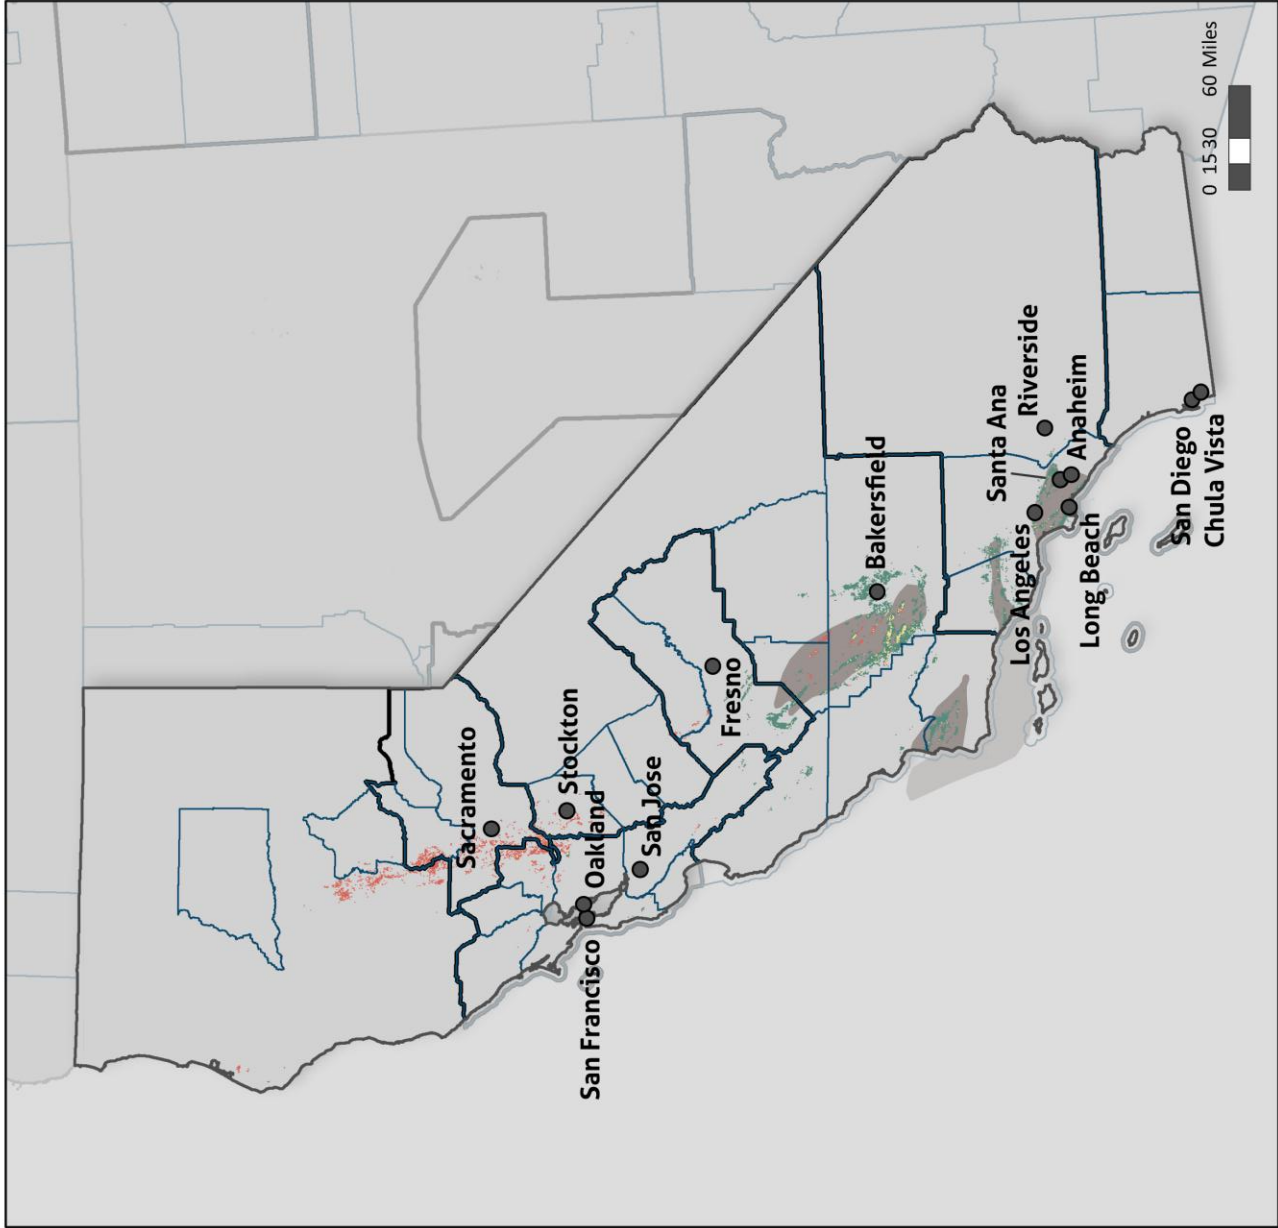 Sacramento
Stockton
Oakland
San Francisco
San Jose
Fresno
Bakersfield
Santa Ana
Riverside
Anaheim
Los Angeles
Long Beach
San Diego
Chula Vista
0 15 30 60 Miles